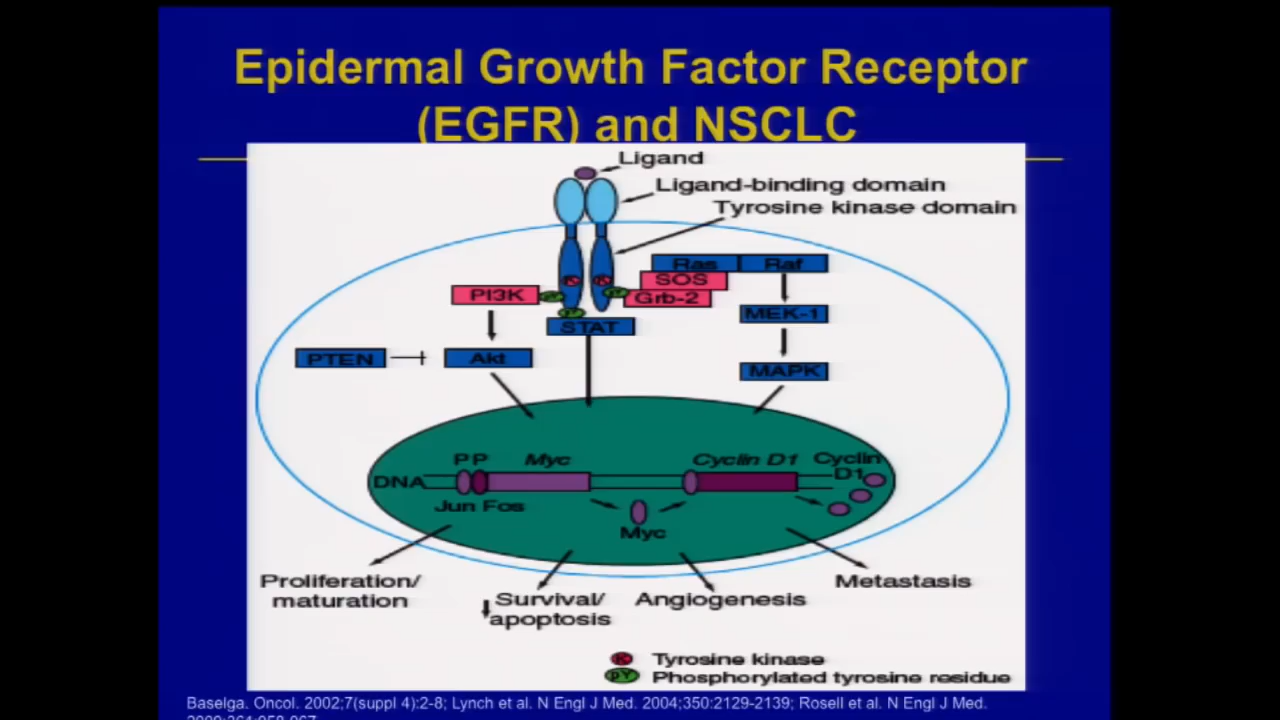 Epidermal Growth Factor Receptor
(EGFR) and NSCLC
Ligand
Ligand-binding domain
Tyrosine kinase domain
Ras Raf
SOS
PI3K
Grb-2
MEK-1
STAT
PTEN
Akt
MAPK
PP Myc
Cyclin D1
Cyclin
D1
DNA
Jun Fos
Myc
Proliferation/
maturation
Survival/
apoptosis
Angiogenesis
Metastasis
K Tyrosine kinase
pY Phosphorylated tyrosine residue
Baselga. Oncol. 2002;7(suppl 4):2-8; Lynch et al. N Engl J Med. 2004;350:2129-2139; Rosell et al. N Engl J Med.